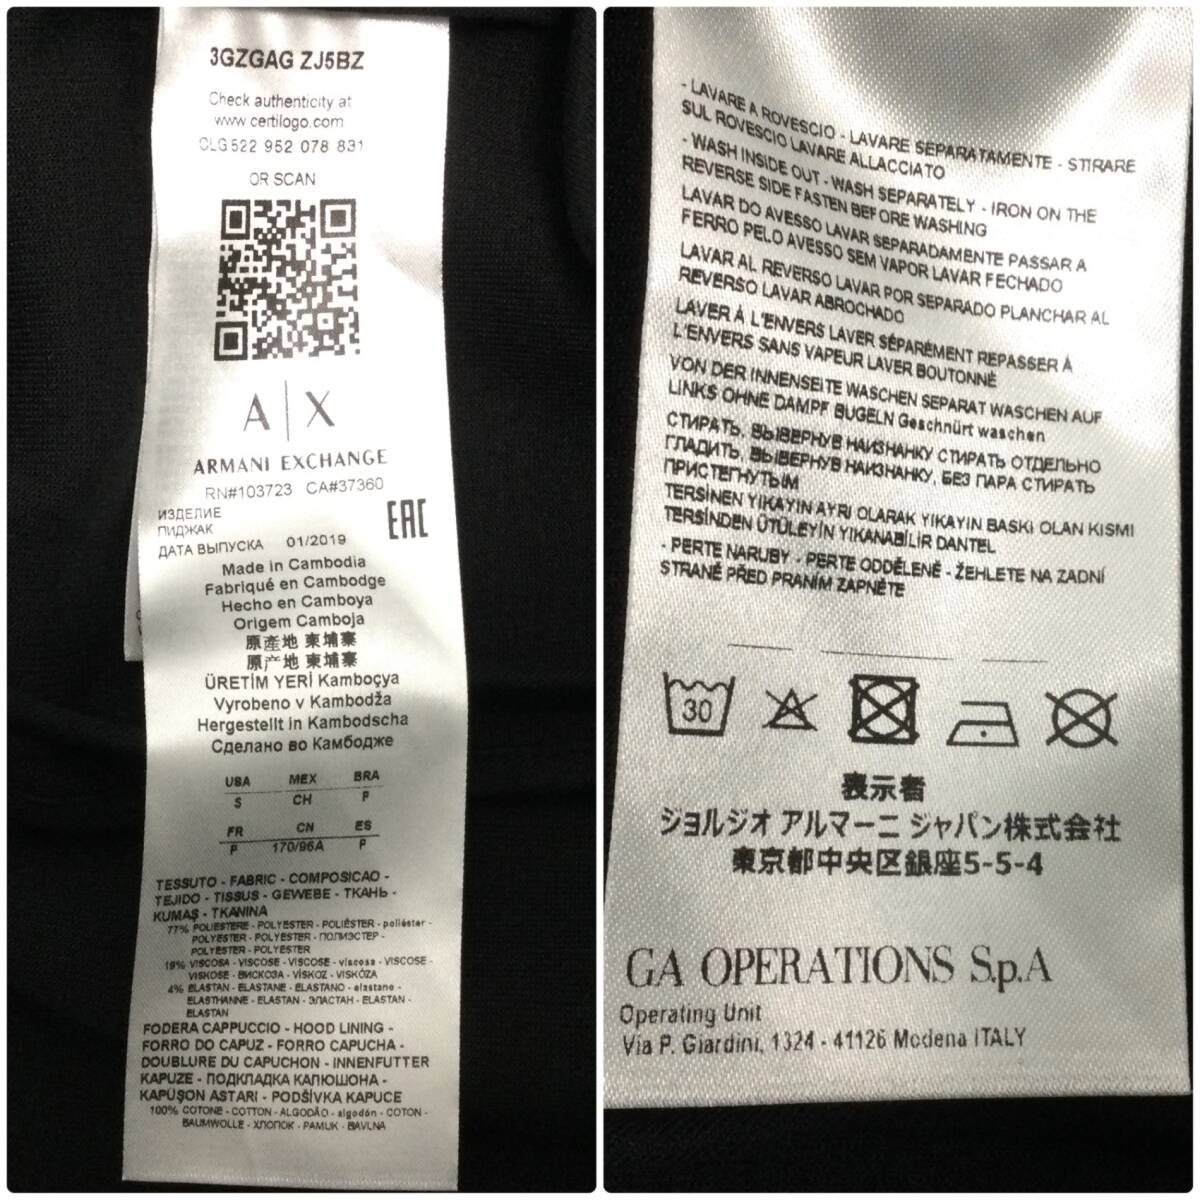 3GZGAG ZJ5BZ
Check authenticity at
www certilogo.com
CLG522 952 078 831
OR SCAN
A|X
ARMANI EXCHANGE
RN#103723 CA#37360
ИЗДЕЛИЕ
ПИДЖАК
ДАТА ВЫПУСКА 01/2019
EAC
Made in Cambodia
Fabriqué en Cambodge
Hecho en Camboya
Origem Camboja
原產地 柬埔寨
原产地 柬埔寨
ÜRETİM YERİ Kamboçya
Vyrobeno v Kambodža
Hergestellt in Kambodscha
Сделано во Камбодже
USA MEX BRA
S CH P
FR CN ES
P 170/96A P
TESSUTO - FABRIC - COMPOSICAO -
TEJIDO - TISSUS - GEWEBE - ТКАНЬ -
KUMAŞ - TKANINA
77% POLIESTERE - POLYESTER - POLIÉSTER - poliéster -
POLYESTER - POLYESTER - ПОЛИЭСТЕР -
POLYESTER - POLYESTER
19% VISCOSA - VISCOSE - VISCOSE - viscosa - VISCOSE -
VISKOSE - ВИСКОЗА - VİSKOZ - VISKÓZA
4% ELASTAN - ELASTANE - ELASTANO - elastano -
ELASTHANNE - ELASTAN - ЭЛАСТАН - ELASTAN -
ELASTAN
FODERA CAPPUCCIO - HOOD LINING -
FORRO DO CAPUZ - FORRO CAPUCHA -
DOUBLURE DU CAPUCHON - INNENFUTTER
KAPUZE - ПОДКЛАДКА КАПЮШОНА -
KAPÜŞON ASTARI - PODŠÍVKA KAPUCE
100% COTONE - COTTON - ALGODÃO - algodón - COTON -
BAUMWOLLE - ХЛОПОК - PAMUK - BAVLNA
- LAVARE A ROVESCIO - LAVARE SEPARATAMENTE - STIRARE
SUL ROVESCIO LAVARE ALLACCIATO
- WASH INSIDE OUT - WASH SEPARATELY - IRON ON THE
REVERSE SIDE FASTEN BEFORE WASHING
LAVAR DO AVESSO LAVAR SEPARADAMENTE PASSAR A
FERRO PELO AVESSO SEM VAPOR LAVAR FECHADO
LAVAR AL REVERSO LAVAR POR SEPARADO PLANCHAR AL
REVERSO LAVAR ABROCHADO
LAVER À L'ENVERS LAVER SÉPARÉMENT REPASSER À
L'ENVERS SANS VAPEUR LAVER BOUTONNÉ
VON DER INNENSEITE WASCHEN SEPARAT WASCHEN AUF
LINKS OHNE DAMPF BUGELN Geschnürt waschen
СТИРАТЬ, ВЫВЕРНУВ НАИЗНАНКУ СТИРАТЬ ОТДЕЛЬНО
ГЛАДИТЬ, ВЫВЕРНУВ НАИЗНАНКУ, БЕЗ ПАРА СТИРАТЬ
ПРИСТЕГНУТЫМ
TERSİNEN YIKAYIN AYRI OLARAK YIKAYIN BASKI OLAN KISMI
TERSİNDEN ÜTÜLEYİN YIKANABİLİR DANTEL
- PERTE NARUBY - PERTE ODDĚLENĚ - ŽEHLETE NA ZADNÍ
STRANĚ PŘED PRANÍM ZAPNĚTE
30
表示者
ジョルジオ アルマーニ ジャパン株式会社
東京都中央区銀座5-5-4
GA OPERATIONS S.p.A
Operating Unit
Via P. Giardini, 1324 - 41126 Modena ITALY